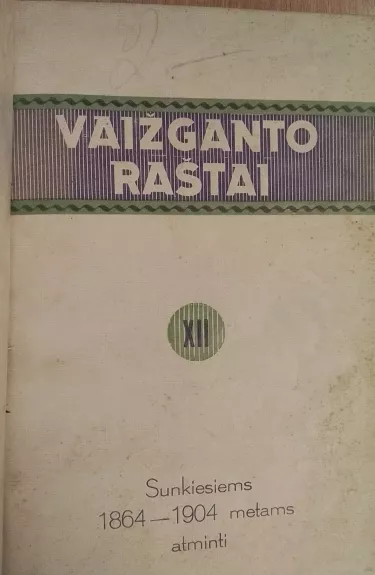 VAIŽGANTO
RAŠTAI
XII
Sunkiesiems
1864—1904 metams
atminti